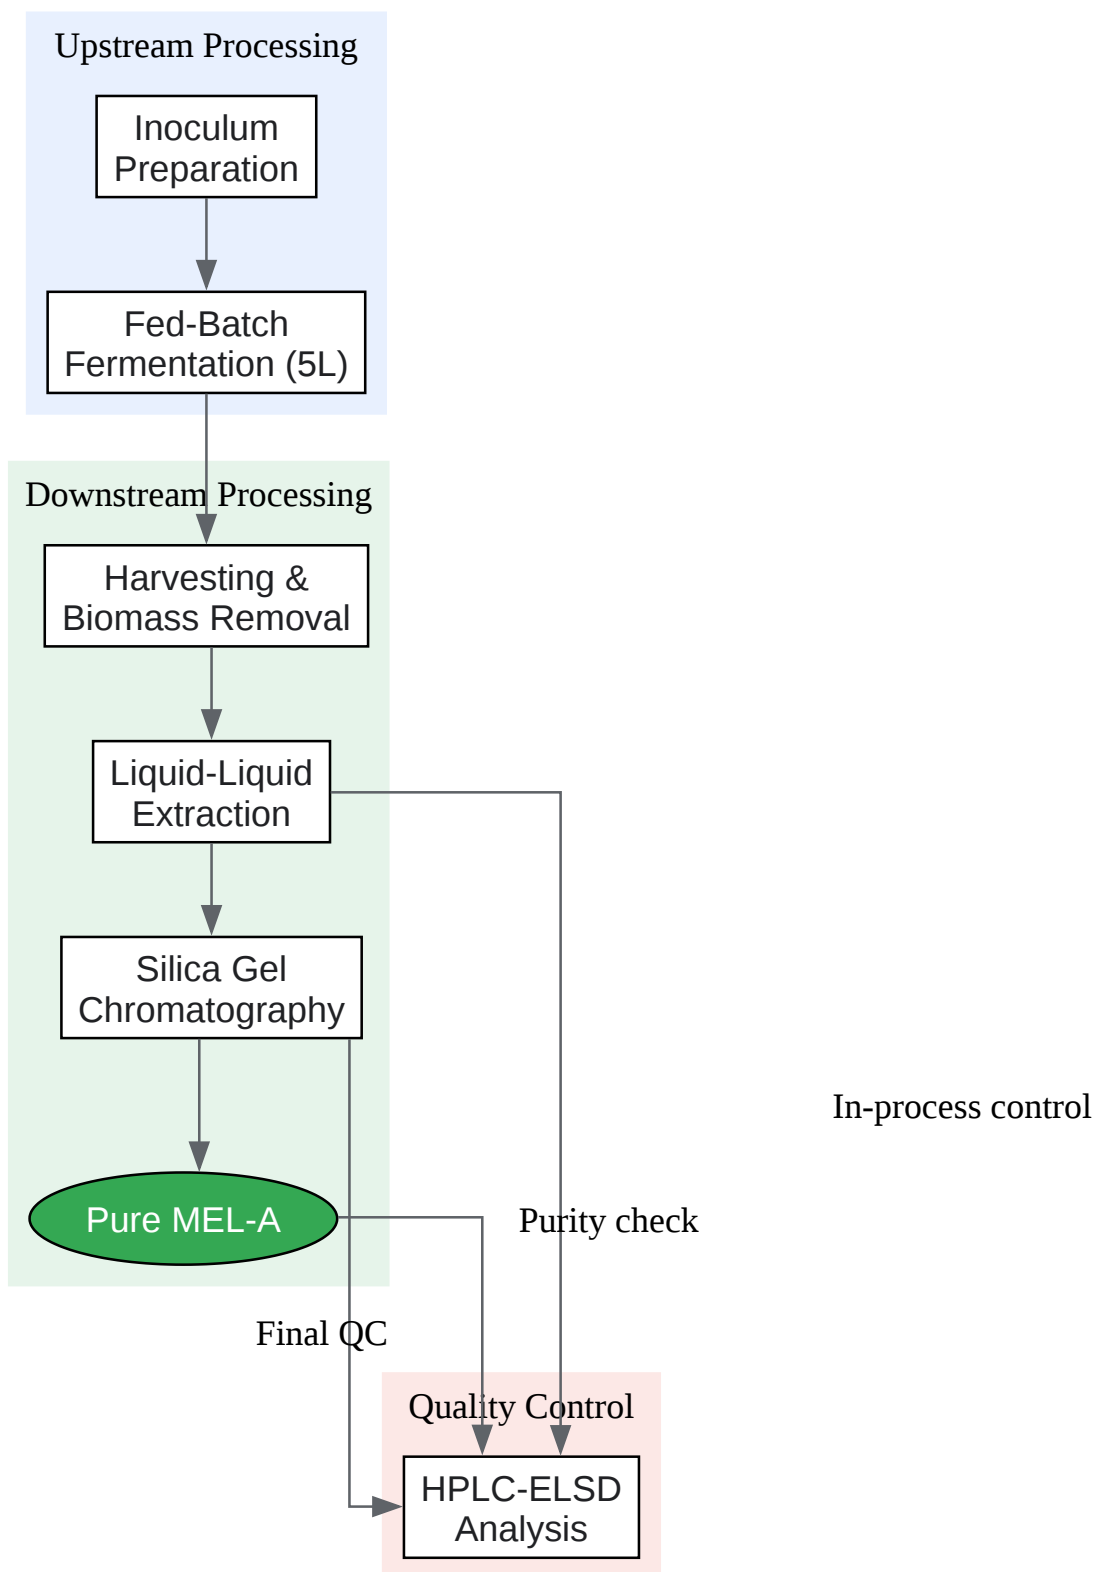 Upstream Processing
Inoculum
Preparation
Fed-Batch
Fermentation (5L)
Downstream Processing
Harvesting &
Biomass Removal
Liquid-Liquid
Extraction
Silica Gel
Chromatography
In-process control
Pure MEL-A
Purity check
Final QC
Quality Control
HPLC-ELSD
Analysis